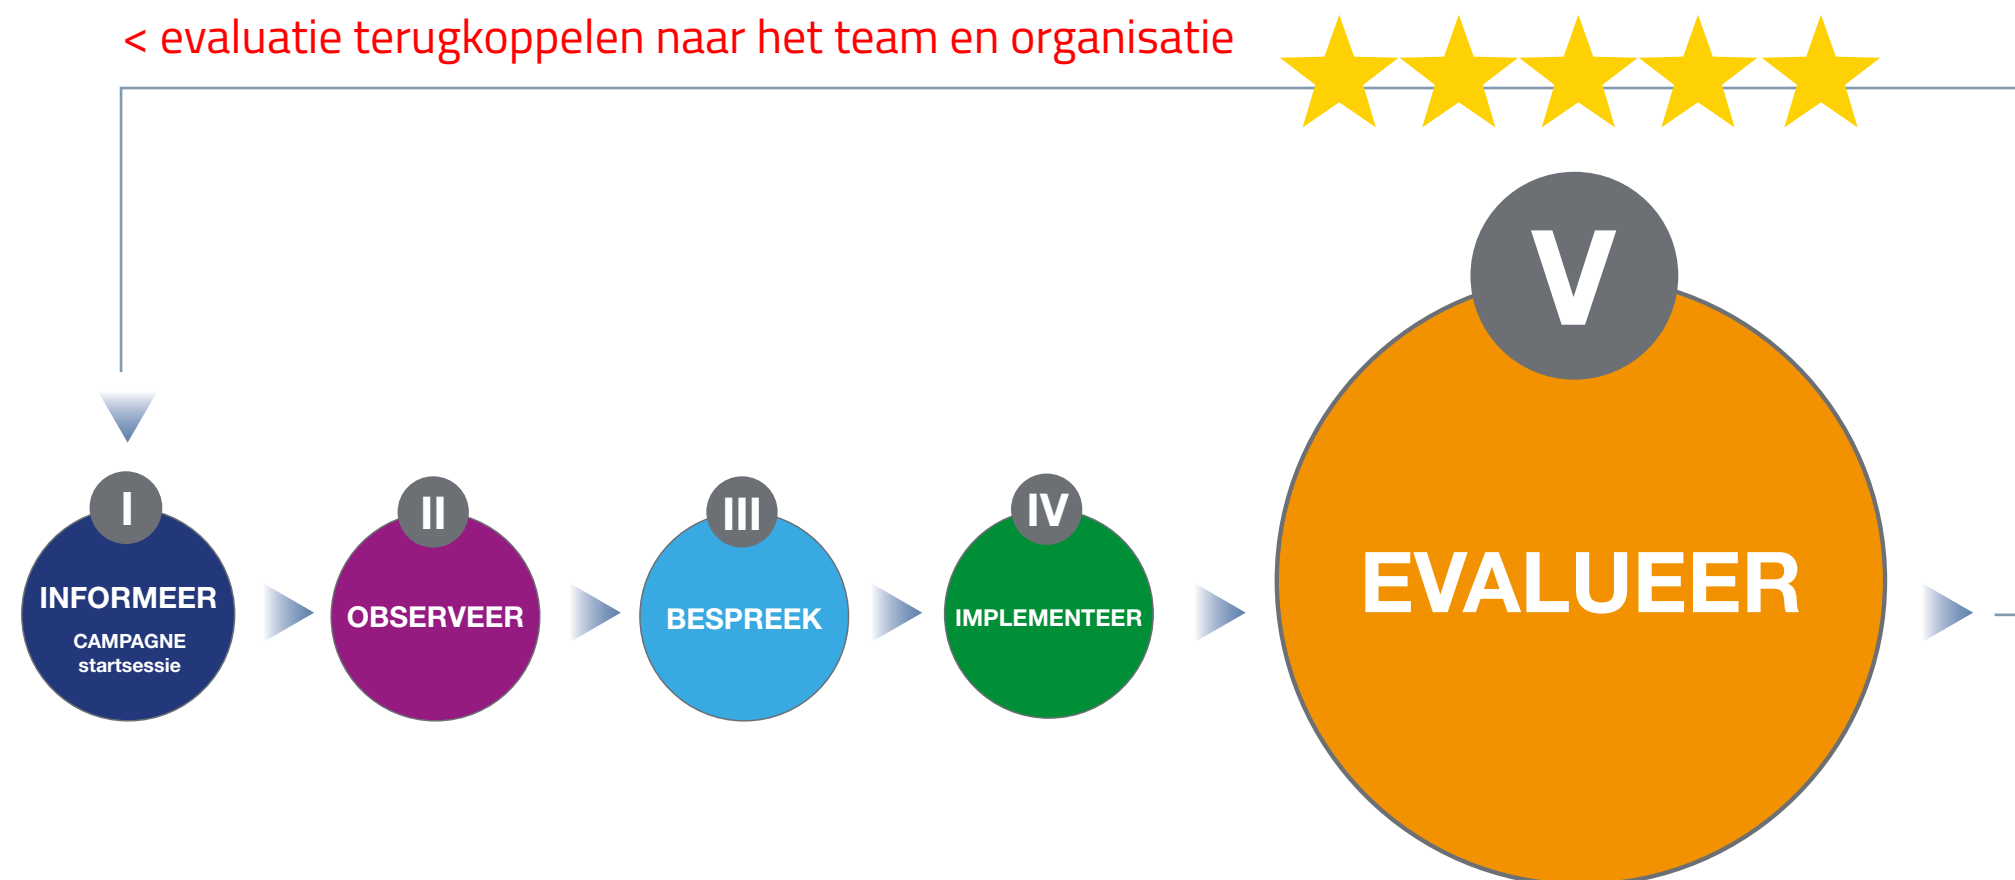 < evaluatie terugkoppelen naar het team en organisatie
I
INFORMEER
CAMPAGNE
startsessie
II
OBSERVEER
III
BESPREEK
IV
IMPLEMENTEER
V
EVALUEER